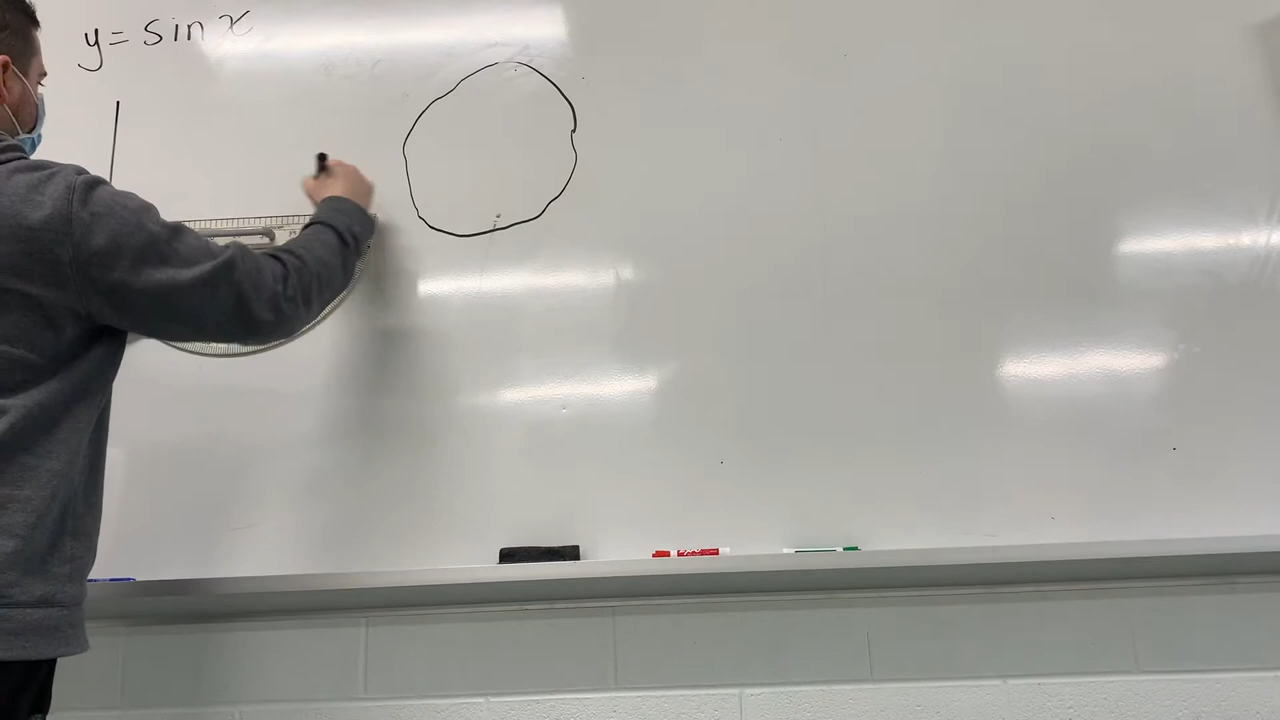 y = sin x